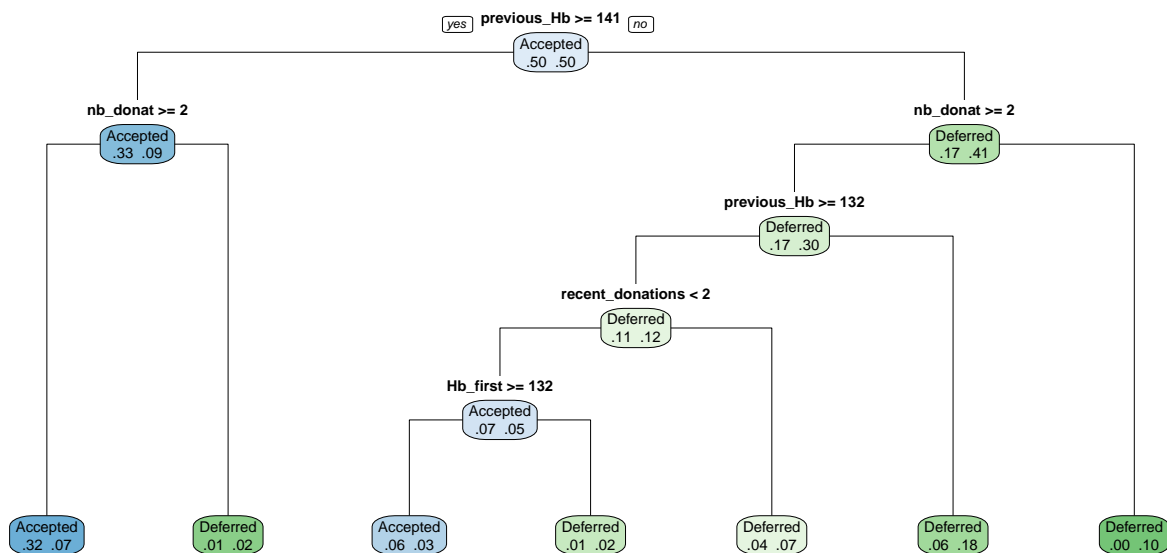 previous_Hb >= 141
yes
no
Accepted
.50 .50
nb_donat >= 2
nb_donat >= 2
Accepted
.33 .09
Deferred
.17 .41
previous_Hb >= 132
Deferred
.17 .30
recent_donations < 2
Deferred
.11 .12
Hb_first >= 132
Accepted
.07 .05
Accepted
.32 .07
Deferred
.01 .02
Accepted
.06 .03
Deferred
.01 .02
Deferred
.04 .07
Deferred
.06 .18
Deferred
.00 .10